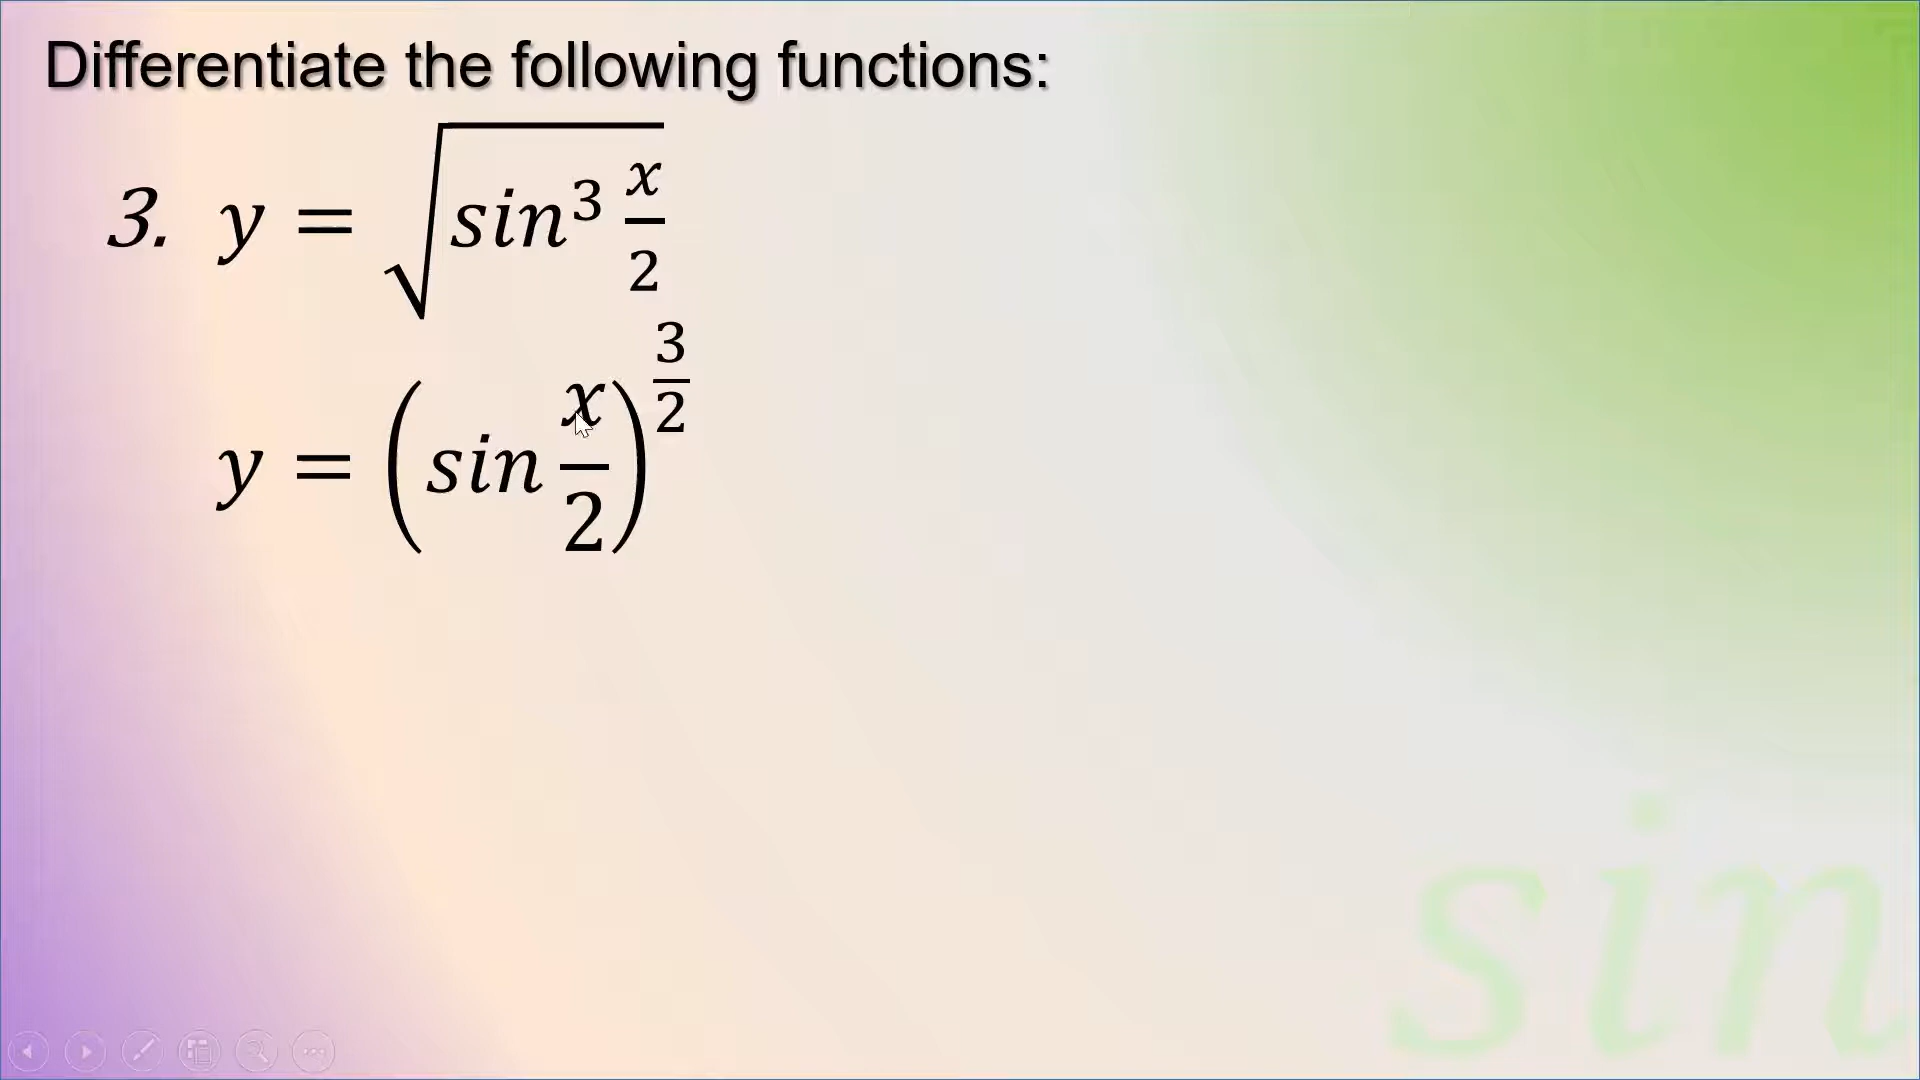 Differentiate the following functions:
3. y = √(sin³ x/2)
y = (sin x/2)^(3/2)
sin